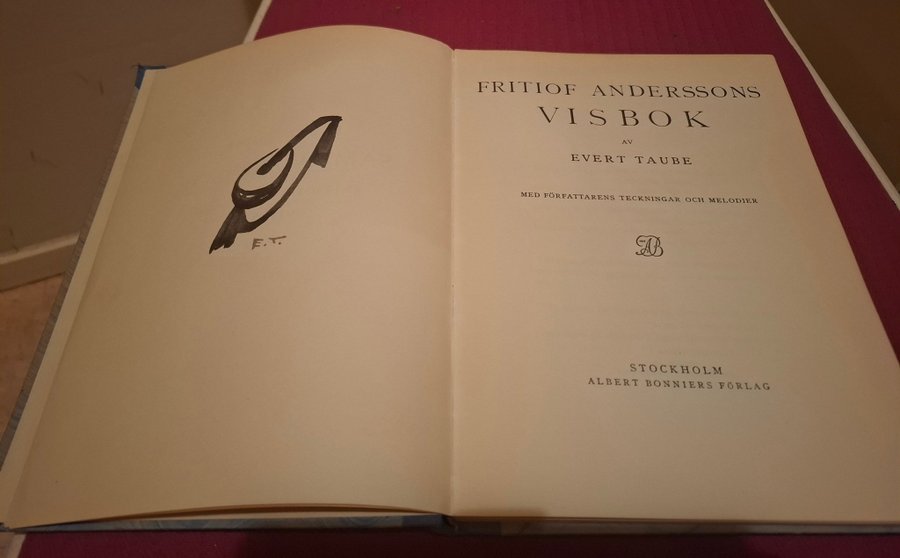 E.T.
FRITIOF ANDERSSONS
VISBOK
AV
EVERT TAUBE
MED FÖRFATTARENS TECKNINGAR OCH MELODIER
AB
STOCKHOLM
ALBERT BONNIERS FÖRLAG